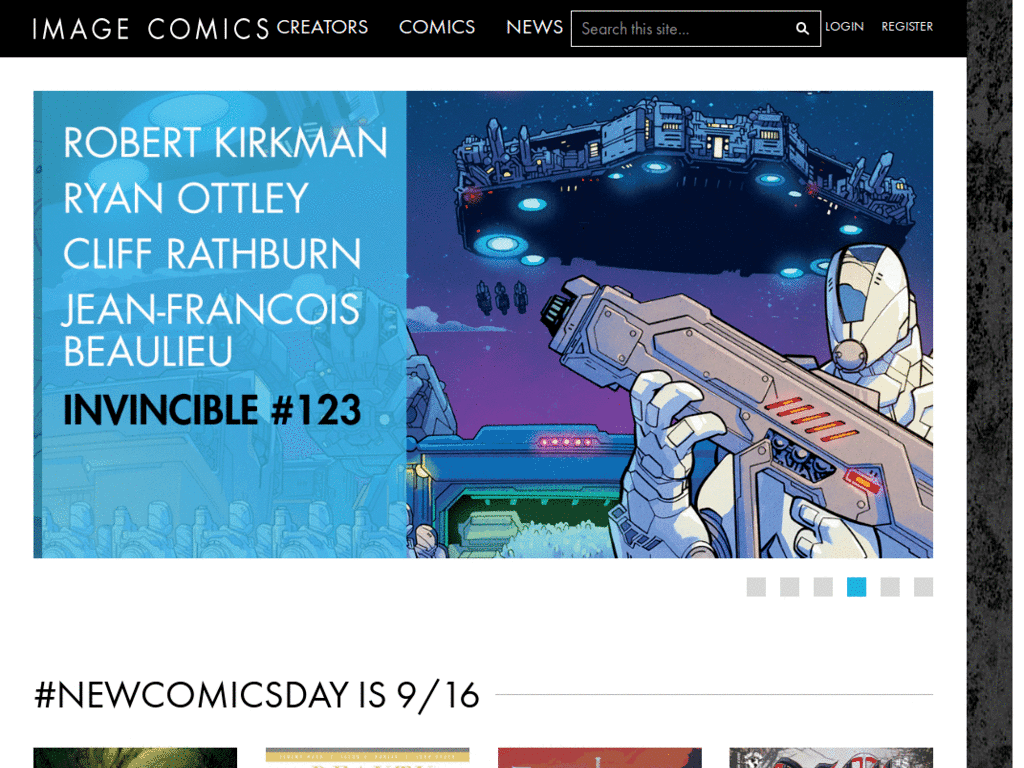 IMAGE COMICS CREATORS COMICS NEWS Search this site... LOGIN REGISTER
ROBERT KIRKMAN
RYAN OTTLEY
CLIFF RATHBURN
JEAN-FRANCOIS
BEAULIEU
INVINCIBLE #123
#NEWCOMICSDAY IS 9/16